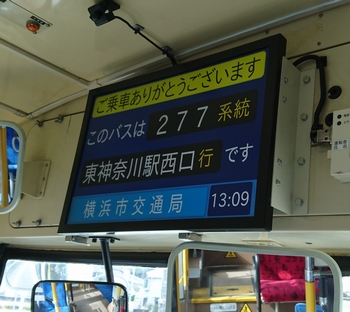 ご乗車ありがとうございます
このバスは 277 系統
東神奈川駅西口 行 です
横浜市交通局 13:09